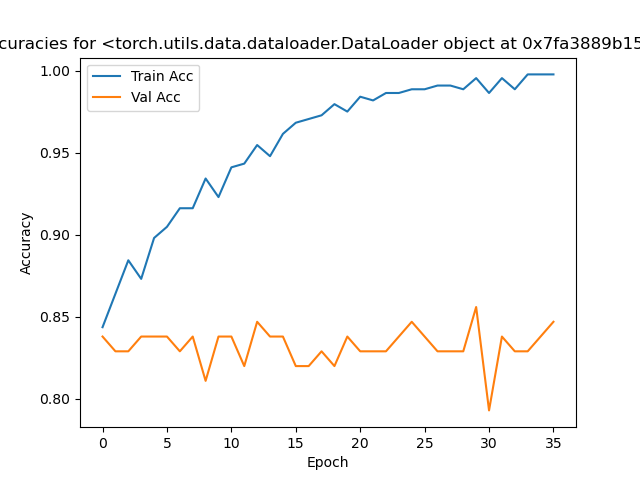 curacies for <torch.utils.data.dataloader.DataLoader object at 0x7fa3889b15
Train Acc
Val Acc
1.00
0.95
0.90
0.85
0.80
Accuracy
0
5
10
15
20
25
30
35
Epoch